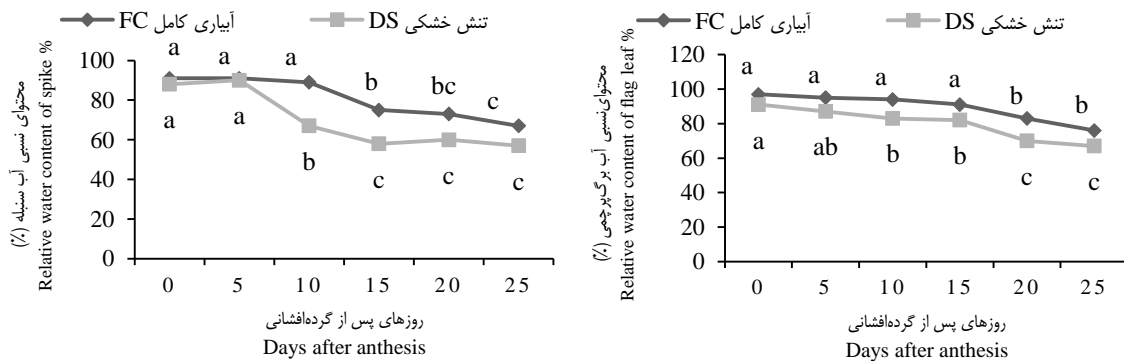 آبیاری کامل FC تنش خشکی DS
a a a b bc c
a a b c c c
100
80
60
40
20
0
0 5 10 15 20 25
روزهای پس از گرده‌افشانی
Days after anthesis
محتوای نسبی آب سنبله (٪)
Relative water content of spike %
آبیاری کامل FC تنش خشکی DS
a a a a b b
a ab b b c c
120
100
80
60
40
20
0
0 5 10 15 20 25
روزهای پس از گرده‌افشانی
Days after anthesis
محتوای نسبی آب برگ‌پرچمی (٪)
Relative water content of flag leaf %